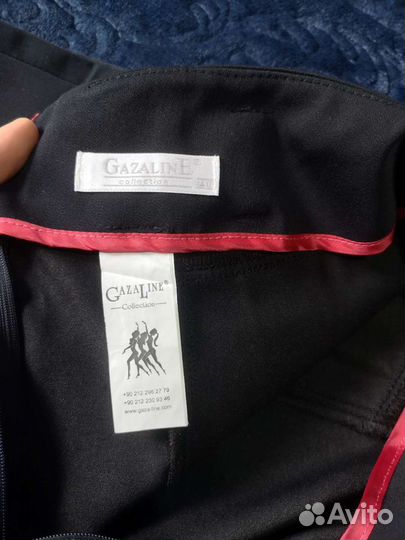 GAZALINE®
collection
GAZALINE®
Collection
+90 212 296 27 79
+90 212 230 93 46
www.gaza-line.com
Avito